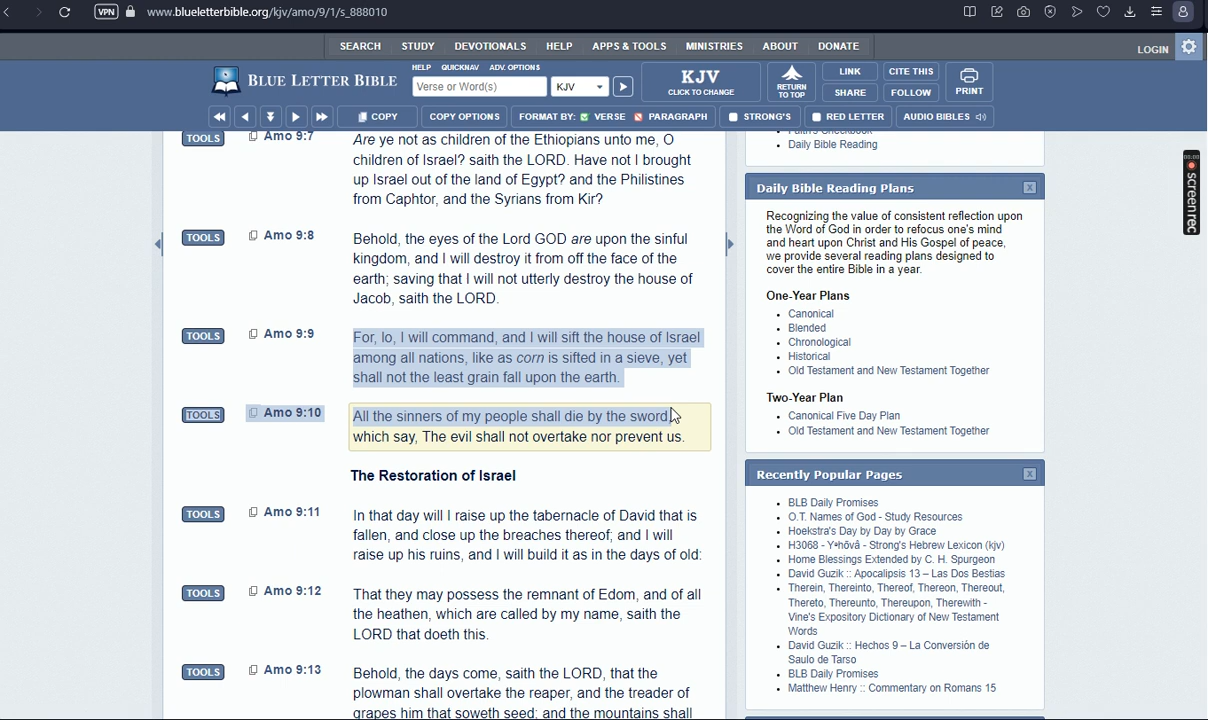 VPN
www.blueletterbible.org/kjv/amo/9/1/s_888010
SEARCH STUDY DEVOTIONALS HELP APPS & TOOLS MINISTRIES ABOUT DONATE
LOGIN
BLUE LETTER BIBLE
HELP QUICKNAV ADV. OPTIONS
Verse or Word(s)
KJV
KJV
CLICK TO CHANGE
RETURN
TO TOP
LINK
SHARE
CITE THIS
FOLLOW
PRINT
COPY
COPY OPTIONS
FORMAT BY: VERSE PARAGRAPH
STRONG'S
RED LETTER
AUDIO BIBLES
TOOLS
Amo 9:7
Are ye not as children of the Ethiopians unto me, O
children of Israel? saith the LORD. Have not I brought
up Israel out of the land of Egypt? and the Philistines
from Caphtor, and the Syrians from Kir?
TOOLS
Amo 9:8
Behold, the eyes of the Lord GOD are upon the sinful
kingdom, and I will destroy it from off the face of the
earth; saving that I will not utterly destroy the house of
Jacob, saith the LORD.
TOOLS
Amo 9:9
For, lo, I will command, and I will sift the house of Israel
among all nations, like as corn is sifted in a sieve, yet
shall not the least grain fall upon the earth.
TOOLS
Amo 9:10
All the sinners of my people shall die by the sword,
which say, The evil shall not overtake nor prevent us.
The Restoration of Israel
TOOLS
Amo 9:11
In that day will I raise up the tabernacle of David that is
fallen, and close up the breaches thereof; and I will
raise up his ruins, and I will build it as in the days of old:
TOOLS
Amo 9:12
That they may possess the remnant of Edom, and of all
the heathen, which are called by my name, saith the
LORD that doeth this.
TOOLS
Amo 9:13
Behold, the days come, saith the LORD, that the
plowman shall overtake the reaper, and the treader of
grapes him that soweth seed; and the mountains shall
Faith's Checkbook
Daily Bible Reading
Daily Bible Reading Plans
Recognizing the value of consistent reflection upon
the Word of God in order to refocus one's mind
and heart upon Christ and His Gospel of peace,
we provide several reading plans designed to
cover the entire Bible in a year.
One-Year Plans
Canonical
Blended
Chronological
Historical
Old Testament and New Testament Together
Two-Year Plan
Canonical Five Day Plan
Old Testament and New Testament Together
Recently Popular Pages
BLB Daily Promises
O.T. Names of God - Study Resources
Hoekstra's Day by Day by Grace
H3068 - Yᵊhōvâ - Strong's Hebrew Lexicon (kjv)
Home Blessings Extended by C. H. Spurgeon
David Guzik :: Apocalipsis 13 – Las Dos Bestias
Therein, Thereinto, Thereof, Thereon, Thereout,
Thereto, Thereunto, Thereupon, Therewith -
Vine's Expository Dictionary of New Testament
Words
David Guzik :: Hechos 9 – La Conversión de
Saulo de Tarso
BLB Daily Promises
Matthew Henry :: Commentary on Romans 15
00:00
screenrec